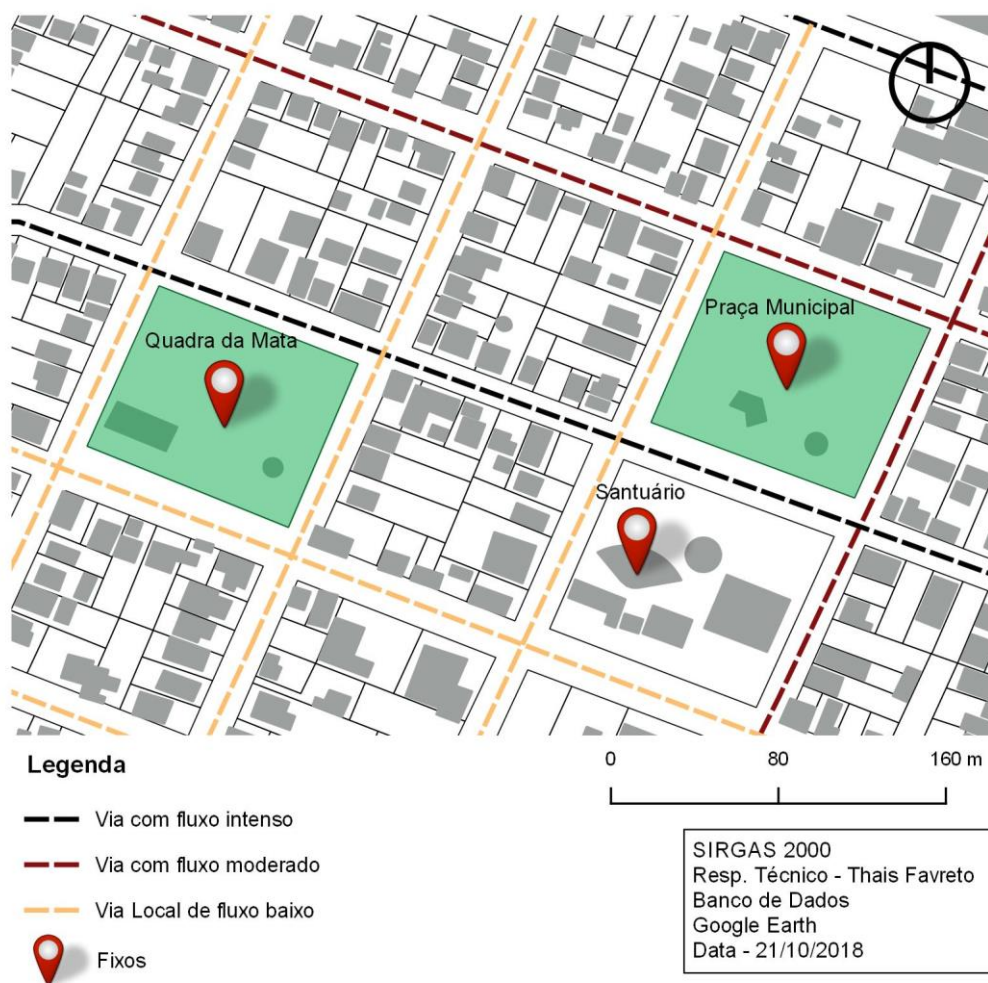 Praça Municipal
Quadra da Mata
Santuário
Legenda
Via com fluxo intenso
Via com fluxo moderado
Via Local de fluxo baixo
Fixos
0 80 160 m
SIRGAS 2000
Resp. Técnico - Thais Favreto
Banco de Dados
Google Earth
Data - 21/10/2018